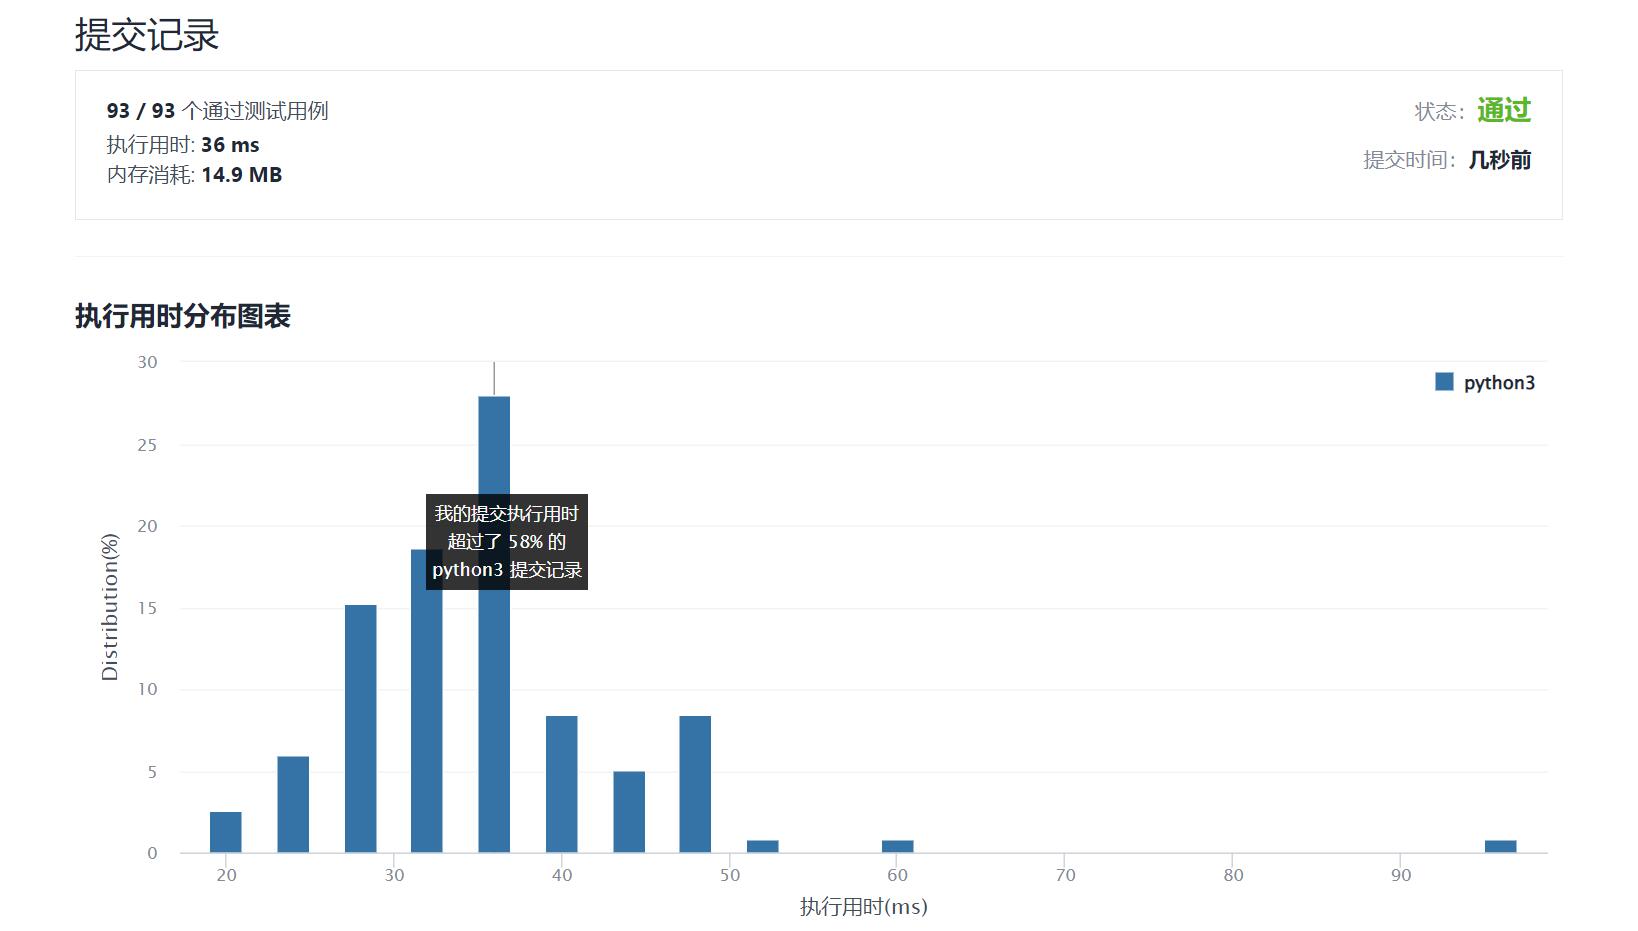 提交记录
93 / 93 个通过测试用例
状态：通过
执行用时: 36 ms
提交时间：几秒前
内存消耗: 14.9 MB
执行用时分布图表
30
python3
25
20
15
10
5
0
Distribution(%)
我的提交执行用时
超过了 58% 的
python3 提交记录
20 30 40 50 60 70 80 90
执行用时(ms)